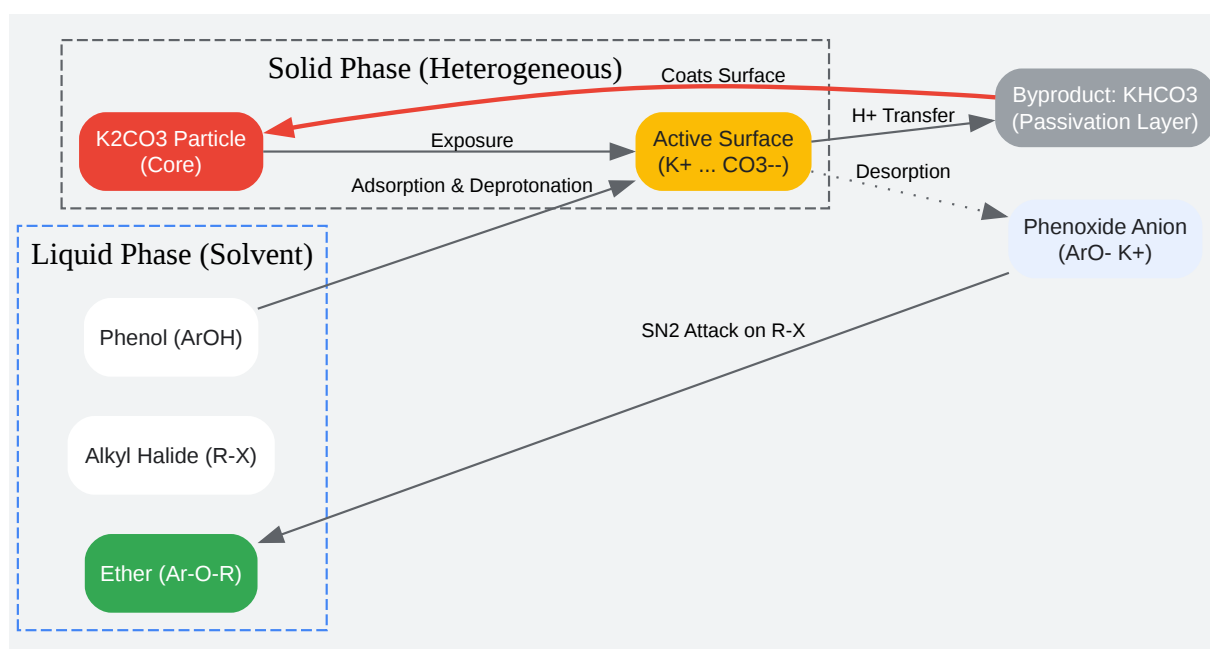 Solid Phase (Heterogeneous)
Coats Surface
K2CO3 Particle
(Core)
Exposure
Active Surface
(K+ ... CO3--)
H+ Transfer
Byproduct: KHCO3
(Passivation Layer)
Adsorption & Deprotonation
Desorption
Phenoxide Anion
(ArO- K+)
Liquid Phase (Solvent)
Phenol (ArOH)
SN2 Attack on R-X
Alkyl Halide (R-X)
Ether (Ar-O-R)